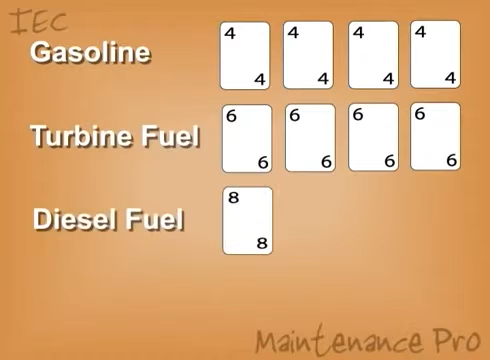 IEC
Gasoline
4 4 4 4
4 4 4 4
Turbine Fuel
6 6 6 6
6 6 6 6
Diesel Fuel
8
8
Maintenance Pro